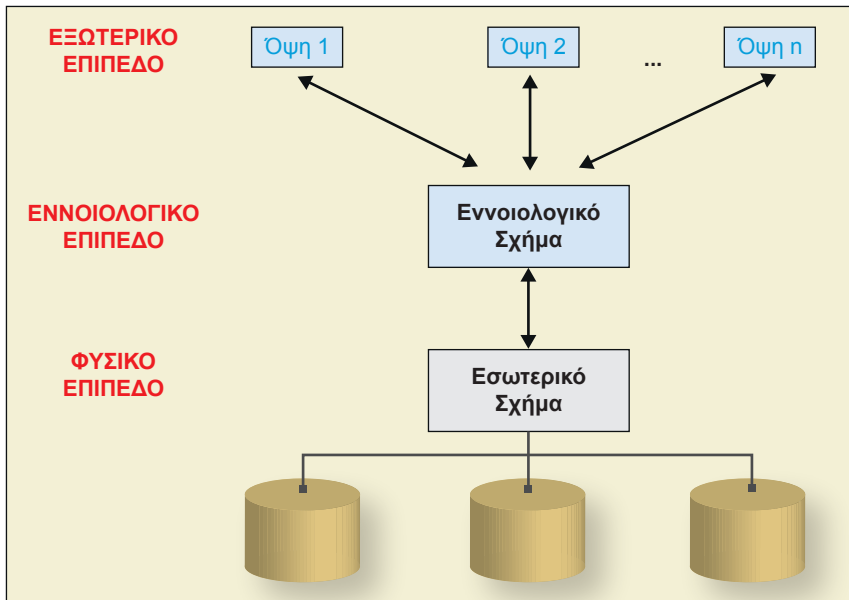 ΕΞΩΤΕΡΙΚΟ
ΕΠΙΠΕΔΟ
Όψη 1
Όψη 2
...
Όψη n
ΕΝΝΟΙΟΛΟΓΙΚΟ
ΕΠΙΠΕΔΟ
Εννοιολογικό
Σχήμα
ΦΥΣΙΚΟ
ΕΠΙΠΕΔΟ
Εσωτερικό
Σχήμα